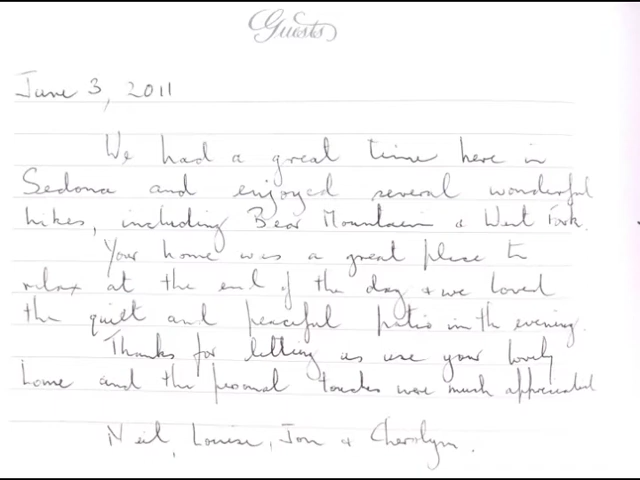 Guests
June 3, 2011
We had a great time here in
Sedona and enjoyed several wonderful
hikes, including Bear Mountain & West Fork.
Your home was a great place to
relax at the end of the day & we loved
the quiet and peaceful patio in the evening.
Thanks for letting us use your lovely
home and the personal touches were much appreciated
Neil, Louise, Jon & Cherolyn.